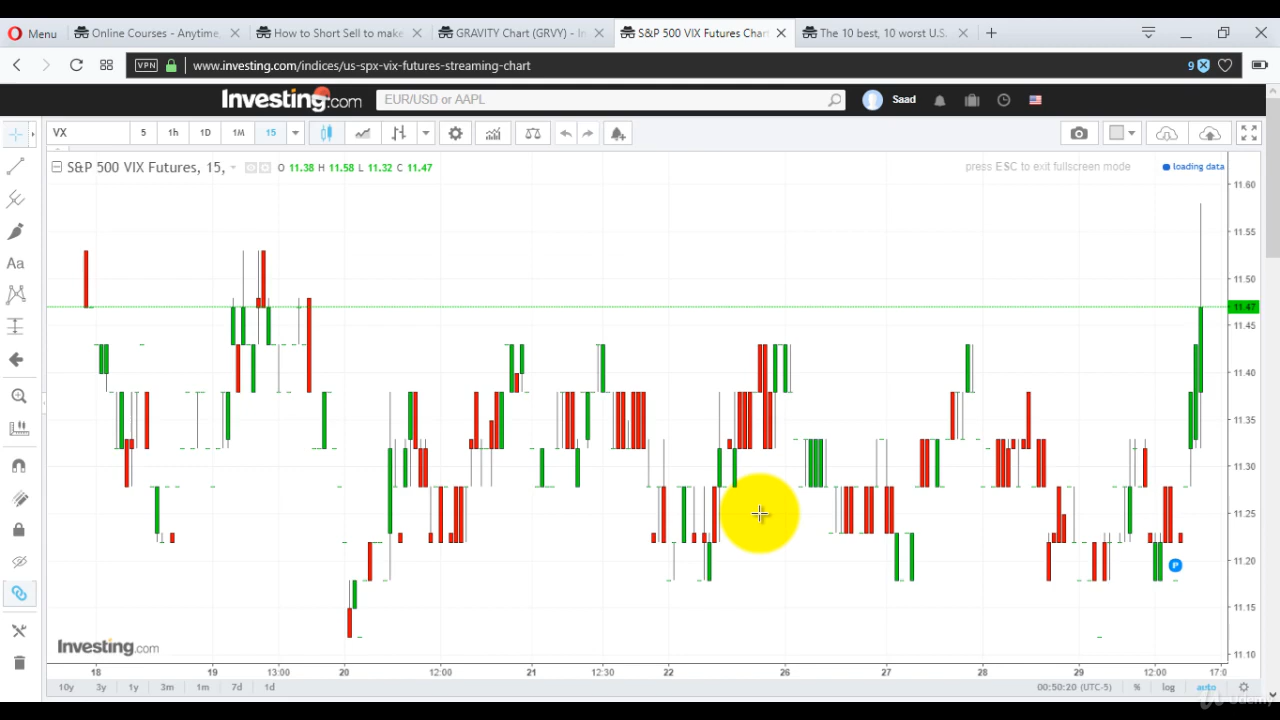 Menu Online Courses - Anytime, How to Short Sell to make GRAVITY Chart (GRVY) - In S&P 500 VIX Futures Chart The 10 best, 10 worst U.S.
VPN www.investing.com/indices/us-spx-vix-futures-streaming-chart 9
Investing.com EUR/USD or AAPL Saad
VX 5 1h 1D 1M 15
S&P 500 VIX Futures, 15, O 11.38 H 11.58 L 11.32 C 11.47 press ESC to exit fullscreen mode loading data
Aa
11.60
11.55
11.50
11.47
11.45
11.40
11.35
11.30
11.25
11.20
11.15
11.10
P
Investing.com
18 19 13:00 20 12:00 21 12:30 22 26 27 28 29 12:00 17:0
10y 3y 1y 3m 1m 7d 1d 00:50:20 (UTC-5) % log auto
Udemy